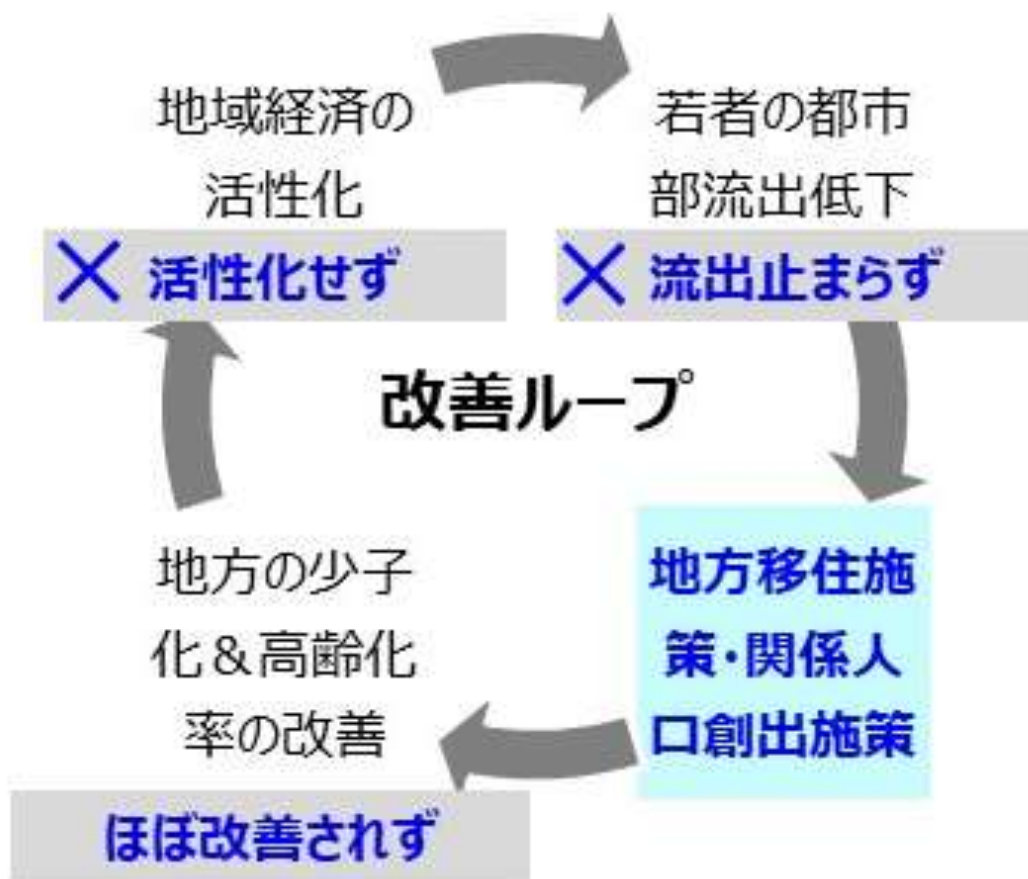 地域経済の
活性化
× 活性化せず
若者の都市
部流出低下
× 流出止まらず
改善ループ
地方移住施
策・関係人
口創出施策
地方の少子
化＆高齢化
率の改善
ほぼ改善されず